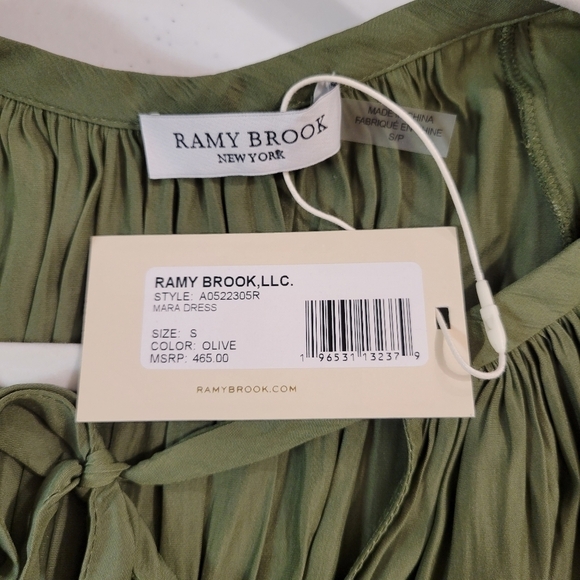 RAMY BROOK
NEW YORK
MADE IN CHINA
FABRIQUÉ EN CHINE
S/P
RAMY BROOK,LLC.
STYLE: A0522305R
MARA DRESS
SIZE: S
COLOR: OLIVE
MSRP: 465.00
1 96531 13237 9
RAMYBROOK.COM